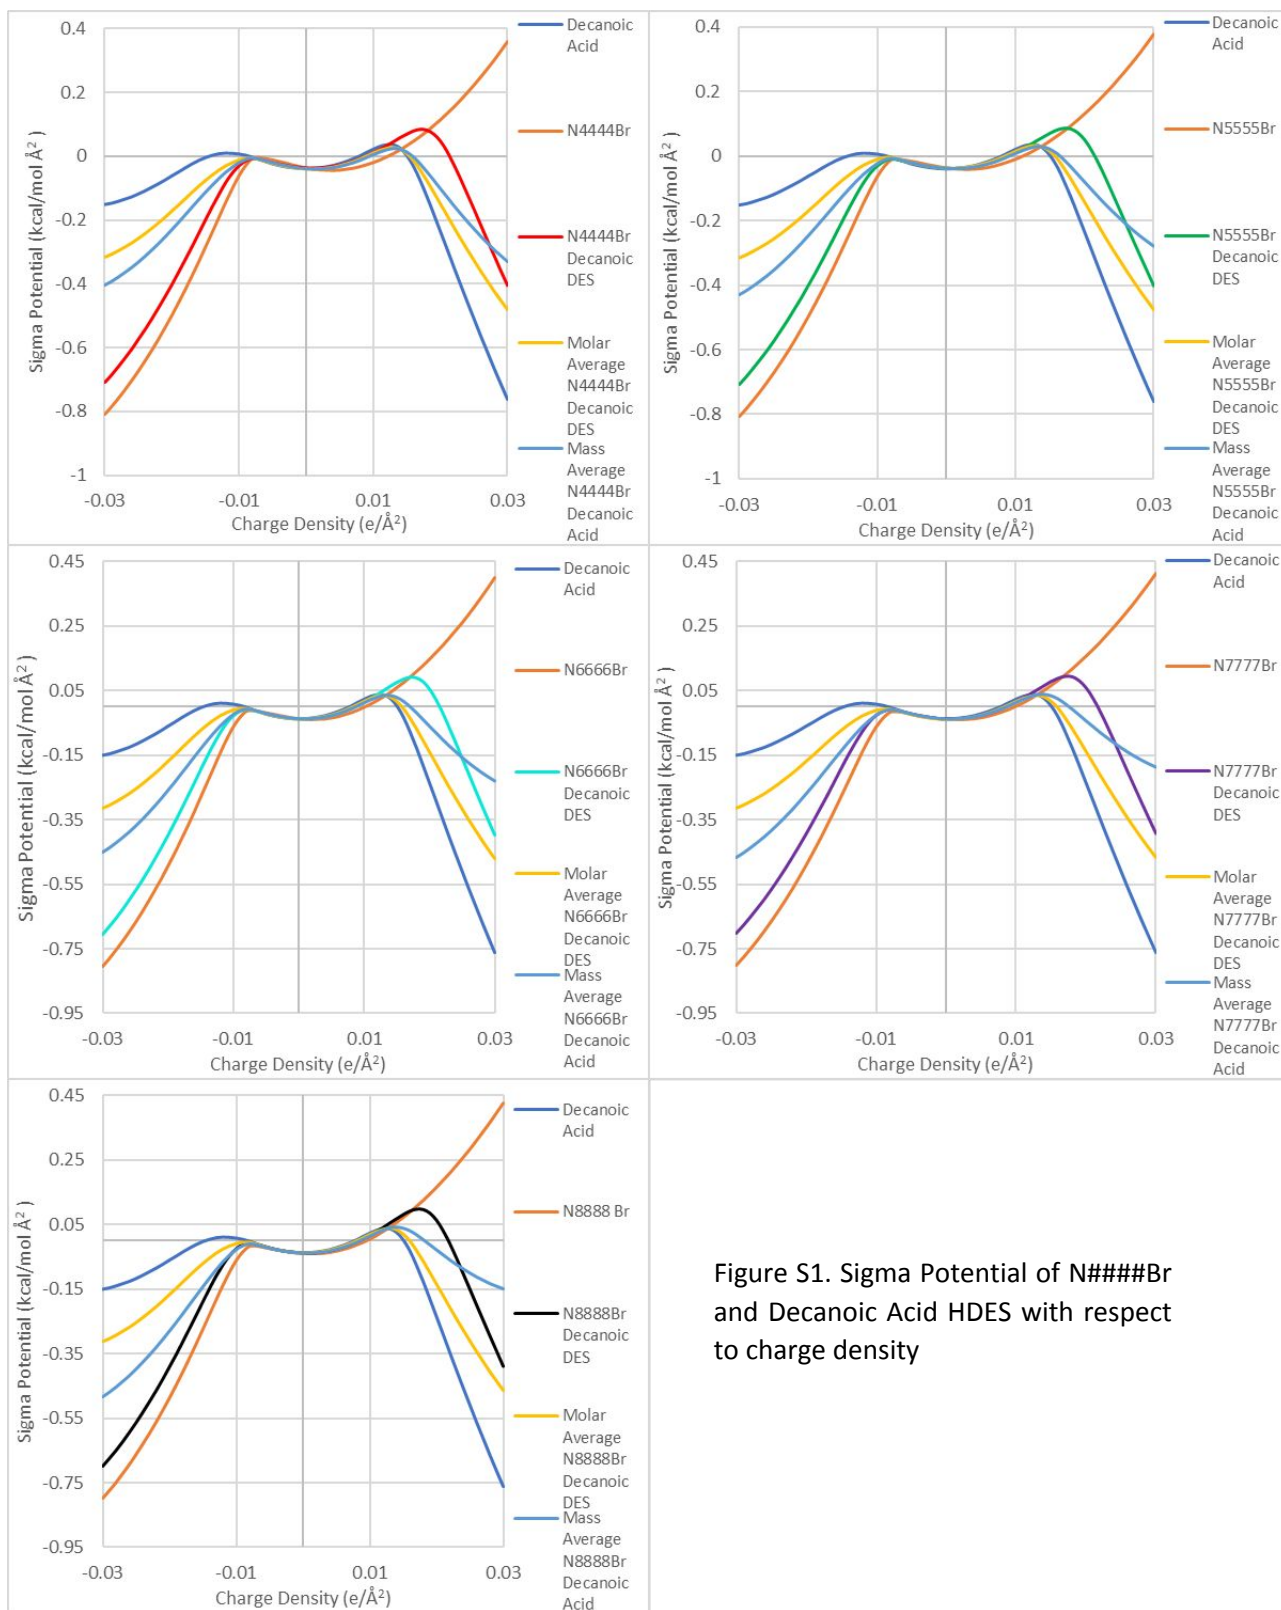 0.4
0.2
0
-0.2
-0.4
-0.6
-0.8
-1
-0.03
-0.01
0.01
0.03
Sigma Potential (kcal/mol Å²)
Charge Density (e/Å²)
Decanoic
Acid
N4444Br
N4444Br
Decanoic
DES
Molar
Average
N4444Br
Decanoic
DES
Mass
Average
N4444Br
Decanoic
Acid
0.4
0.2
0
-0.2
-0.4
-0.6
-0.8
-1
-0.03
-0.01
0.01
0.03
Sigma Potential (kcal/mol Å²)
Charge Density (e/Å²)
Decanoic
Acid
N5555Br
N5555Br
Decanoic
DES
Molar
Average
N5555Br
Decanoic
DES
Mass
Average
N5555Br
Decanoic
Acid
0.45
0.25
0.05
-0.15
-0.35
-0.55
-0.75
-0.95
-0.03
-0.01
0.01
0.03
Sigma Potential (kcal/mol Å²)
Charge Density (e/Å²)
Decanoic
Acid
N6666Br
N6666Br
Decanoic
DES
Molar
Average
N6666Br
Decanoic
DES
Mass
Average
N6666Br
Decanoic
Acid
0.45
0.25
0.05
-0.15
-0.35
-0.55
-0.75
-0.95
-0.03
-0.01
0.01
0.03
Sigma Potential (kcal/mol Å²)
Charge Density (e/Å²)
Decanoic
Acid
N7777Br
N7777Br
Decanoic
DES
Molar
Average
N7777Br
Decanoic
DES
Mass
Average
N7777Br
Decanoic
Acid
0.45
0.25
0.05
-0.15
-0.35
-0.55
-0.75
-0.95
-0.03
-0.01
0.01
0.03
Sigma Potential (kcal/mol Å²)
Charge Density (e/Å²)
Decanoic
Acid
N8888 Br
N8888Br
Decanoic
DES
Molar
Average
N8888Br
Decanoic
DES
Mass
Average
N8888Br
Decanoic
Acid
Figure S1. Sigma Potential of N####Br
and Decanoic Acid HDES with respect
to charge density